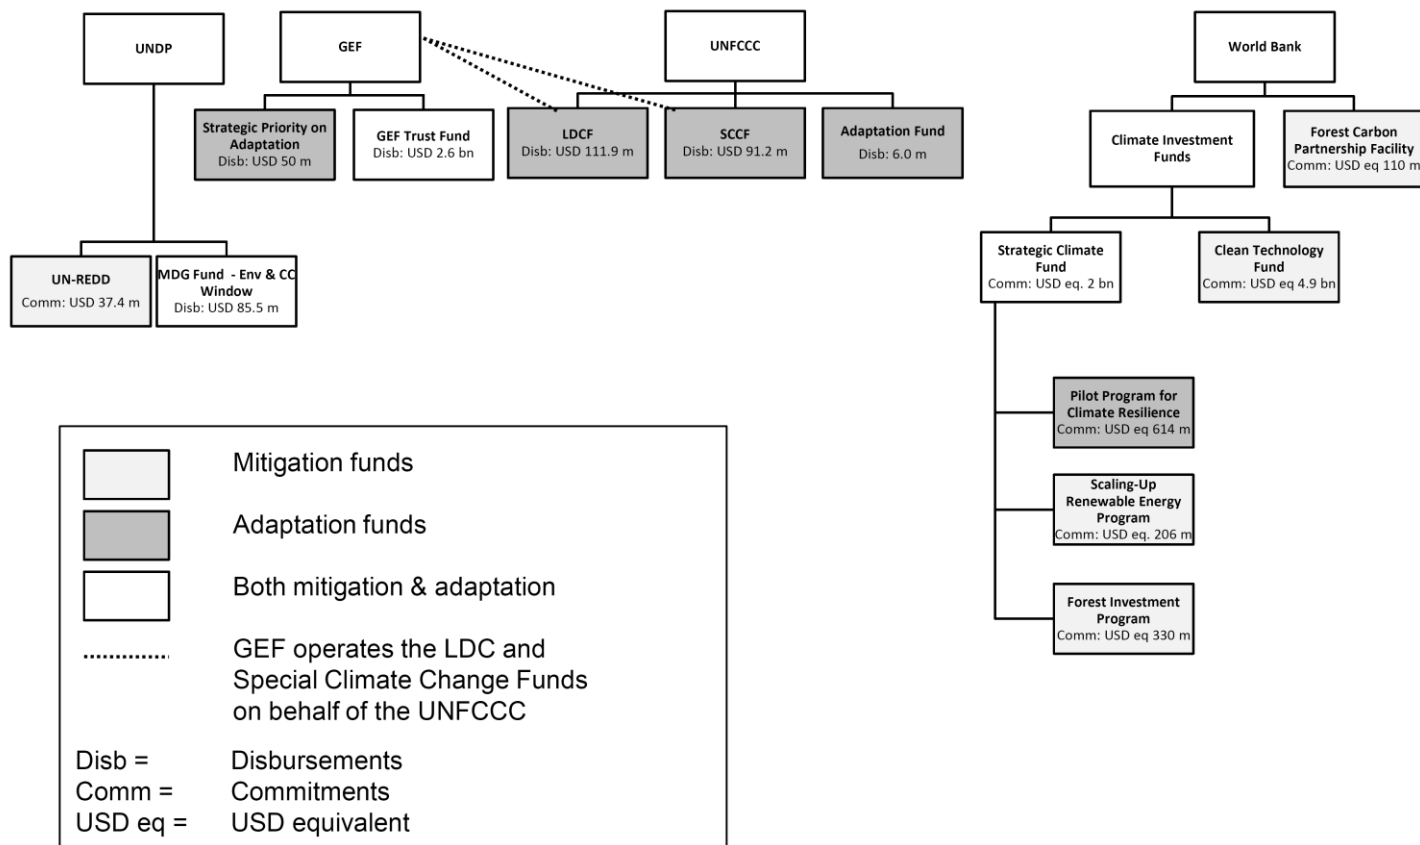 UNDP
GEF
UNFCCC
World Bank
Strategic Priority on
Adaptation
Disb: USD 50 m
GEF Trust Fund
Disb: USD 2.6 bn
LDCF
Disb: USD 111.9 m
SCCF
Disb: USD 91.2 m
Adaptation Fund
Disb: 6.0 m
Climate Investment
Funds
Forest Carbon
Partnership Facility
Comm: USD eq 110 m
UN-REDD
Comm: USD 37.4 m
MDG Fund - Env & CC
Window
Disb: USD 85.5 m
Strategic Climate
Fund
Comm: USD eq. 2 bn
Clean Technology
Fund
Comm: USD eq 4.9 bn
Pilot Program for
Climate Resilience
Comm: USD eq 614 m
Scaling-Up
Renewable Energy
Program
Comm: USD eq. 206 m
Forest Investment
Program
Comm: USD eq 330 m
Mitigation funds
Adaptation funds
Both mitigation & adaptation
GEF operates the LDC and
Special Climate Change Funds
on behalf of the UNFCCC
Disb = Disbursements
Comm = Commitments
USD eq = USD equivalent